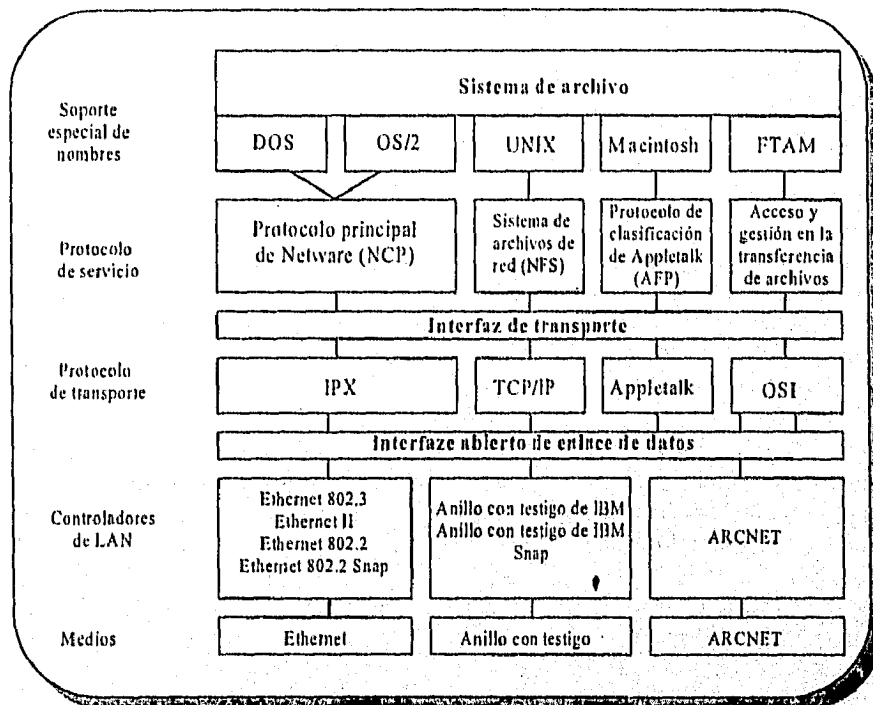 Sistema de archivo
Soporte
especial de
nombres
DOS
OS/2
UNIX
Macintosh
FTAM
Protocolo
de servicio
Protocolo principal
de Netware (NCP)
Sistema de
archivos de
red (NFS)
Protocolo de
clasificación
de Appletalk
(AFP)
Acceso y
gestión en la
transferencia
de archivos
Interfaz de transporte
Protocolo
de transporte
IPX
TCP/IP
Appletalk
OSI
Interfaze abierto de enlace de datos
Controladores
de LAN
Ethernet 802.3
Ethernet II
Ethernet 802.2
Ethernet 802.2 Snap
Anillo con testigo de IBM
Anillo con testigo de IBM
Snap
ARCNET
Medios
Ethernet
Anillo con testigo
ARCNET